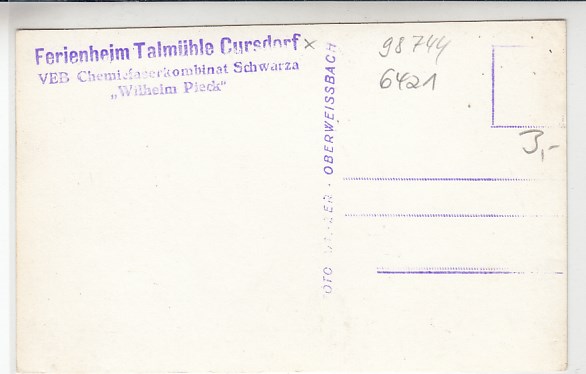 Ferienheim Talmühle Cursdorf x
VEB Chemiefaserkombinat Schwarza
„Wilhelm Pieck"
OBERWEISSBACH
98744
6421
3,-